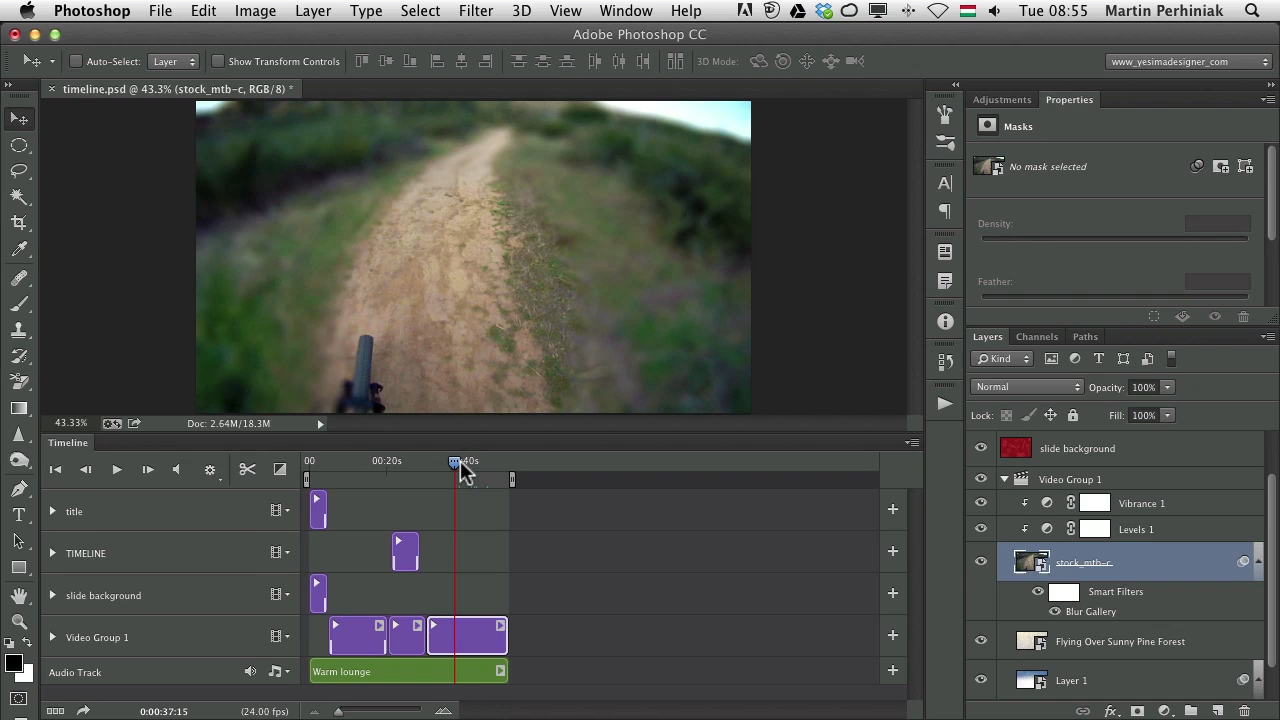 Photoshop File Edit Image Layer Type Select Filter 3D View Window Help Tue 08:55 Martin Perhiniak
Adobe Photoshop CC
Auto-Select: Layer Show Transform Controls 3D Mode: www_yesimadesigner_com
timeline.psd @ 43.3% (stock_mtb-c, RGB/8) *
Adjustments Properties
Masks
No mask selected
Density:
Feather:
Layers Channels Paths
Kind
Normal Opacity: 100%
Lock: Fill: 100%
slide background
Video Group 1
Vibrance 1
Levels 1
stock_mtb-c
Smart Filters
Blur Gallery
Flying Over Sunny Pine Forest
Layer 1
43.33% Doc: 2.64M/18.3M
Timeline
00 00:20s 40s
title
TIMELINE
slide background
Video Group 1
Audio Track Warm lounge
0:00:37:15 (24.00 fps)